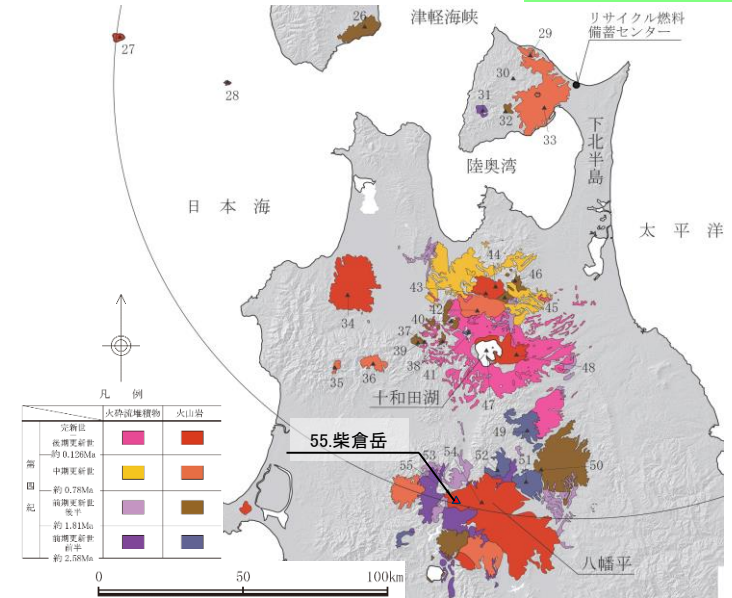 津軽海峡
リサイクル燃料
備蓄センター
26
27
28
29
30
31
32
33
下北半島
陸奥湾
日本海
太平洋
44
46
43
42
45
40
37
34
39
38
41
48
35
36
十和田湖
47
49
凡 例
火砕流堆積物 火山岩
第四紀
完新世
後期更新世
約 0.126Ma
中期更新世
約 0.78Ma
前期更新世
後半
約 1.81Ma
前期更新世
前半
約 2.58Ma
55.柴倉岳
53
54
52
51
50
55
八幡平
0 50 100km